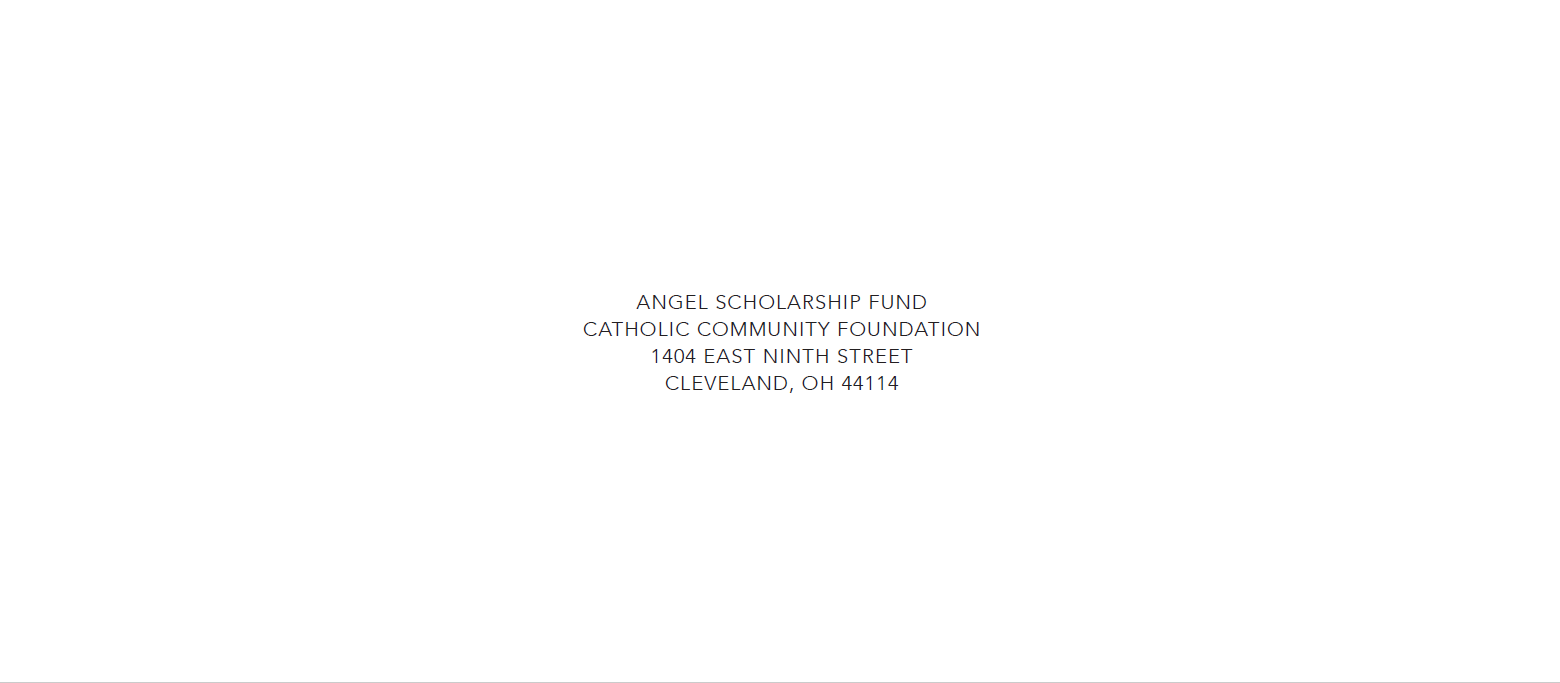 ANGEL SCHOLARSHIP FUND
CATHOLIC COMMUNITY FOUNDATION
1404 EAST NINTH STREET
CLEVELAND, OH 44114